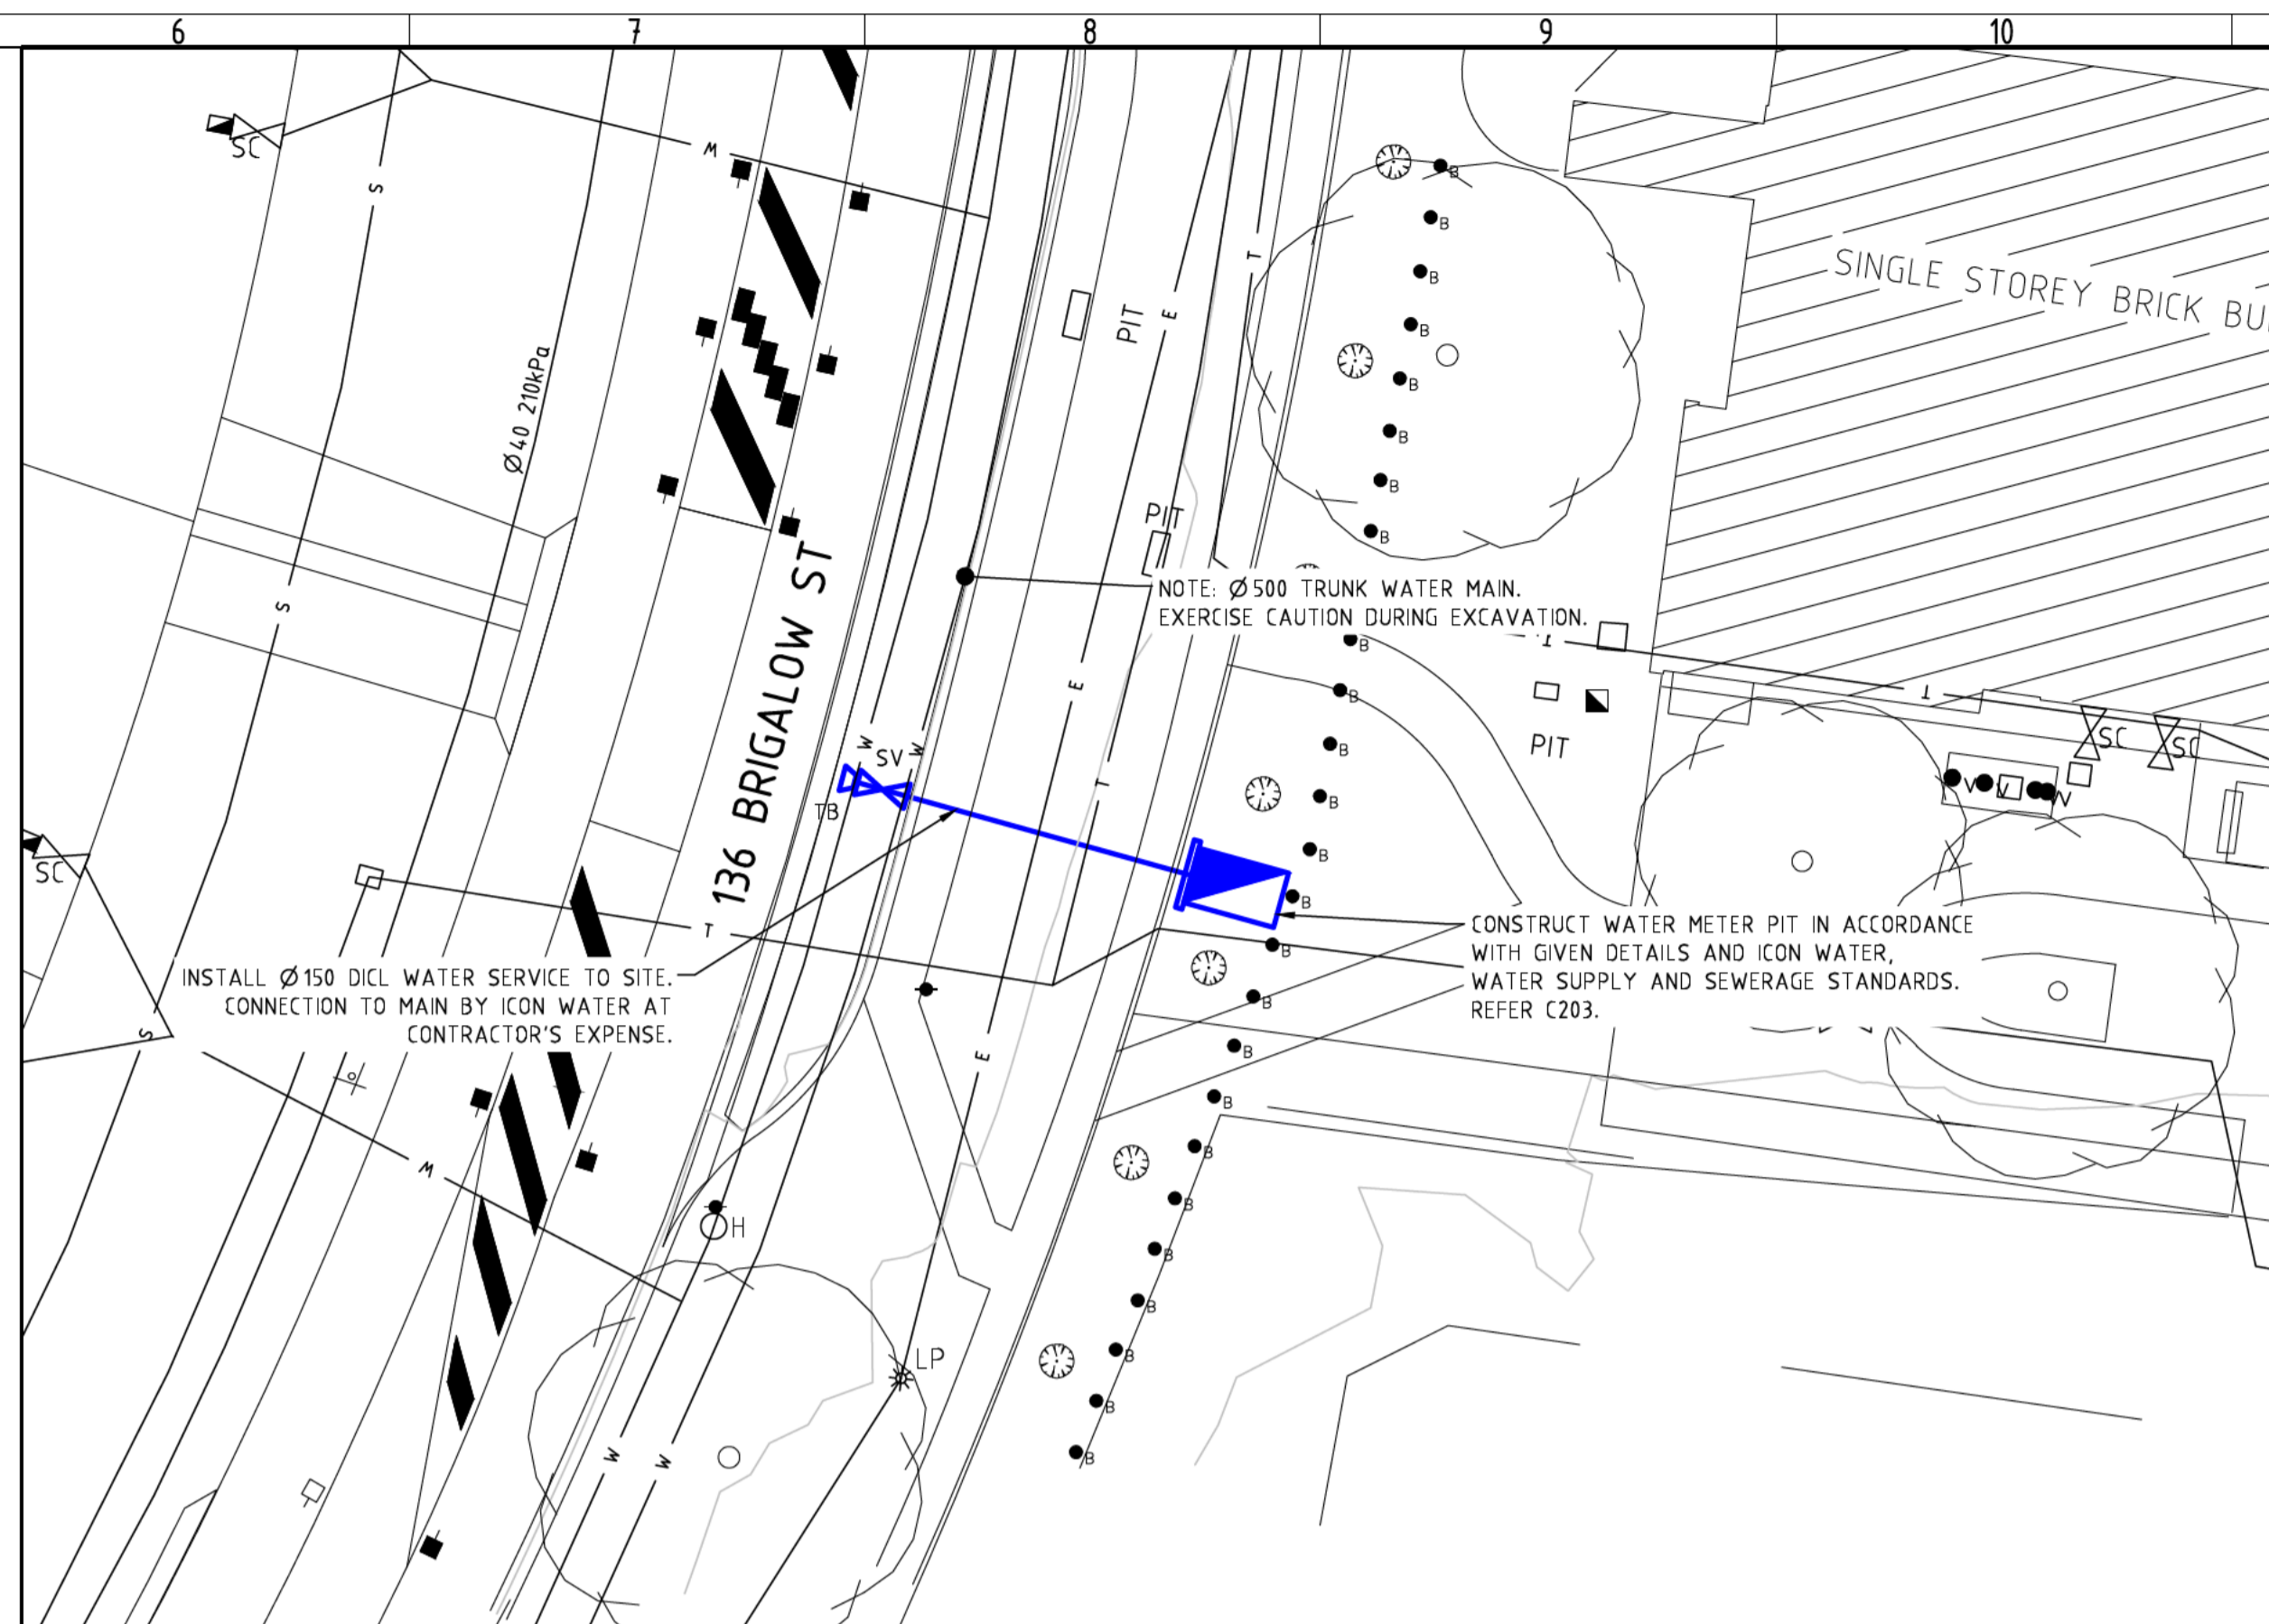 6 7 8 9 10
SC
W
S
SINGLE STOREY BRICK BU
T
E
PIT
B
B
B
B
Ø40 210kPa
B
B
B
PIT
B
NOTE: Ø500 TRUNK WATER MAIN.
EXERCISE CAUTION DURING EXCAVATION.
S
B
T
T
E
B
136 BRIGALOW ST
PIT
SC
SC
W
SV
W
B
T
V
V
V
B
TB
B
SC
B
CONSTRUCT WATER METER PIT IN ACCORDANCE
WITH GIVEN DETAILS AND ICON WATER,
WATER SUPPLY AND SEWERAGE STANDARDS.
REFER C203.
T
B
INSTALL Ø150 DICL WATER SERVICE TO SITE.
CONNECTION TO MAIN BY ICON WATER AT
CONTRACTOR'S EXPENSE.
B
S
E
B
B
B
W
B
H
B
B
LP
B
B
B
W
W